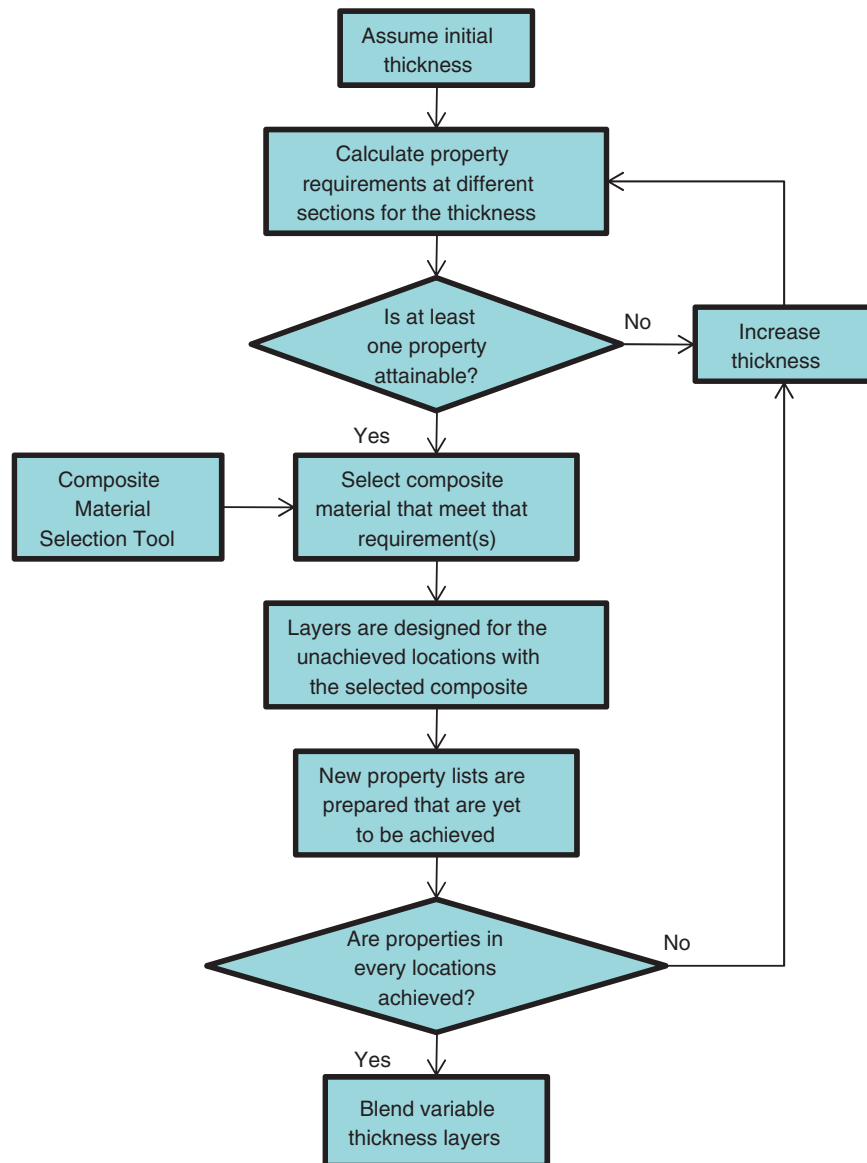 Assume initial
thickness
Calculate property
requirements at different
sections for the thickness
Is at least
one property
attainable?
No
Increase
thickness
Yes
Composite
Material
Selection Tool
Select composite
material that meet that
requirement(s)
Layers are designed for the
unachieved locations with
the selected composite
New property lists are
prepared that are yet
to be achieved
Are properties in
every locations
achieved?
No
Yes
Blend variable
thickness layers